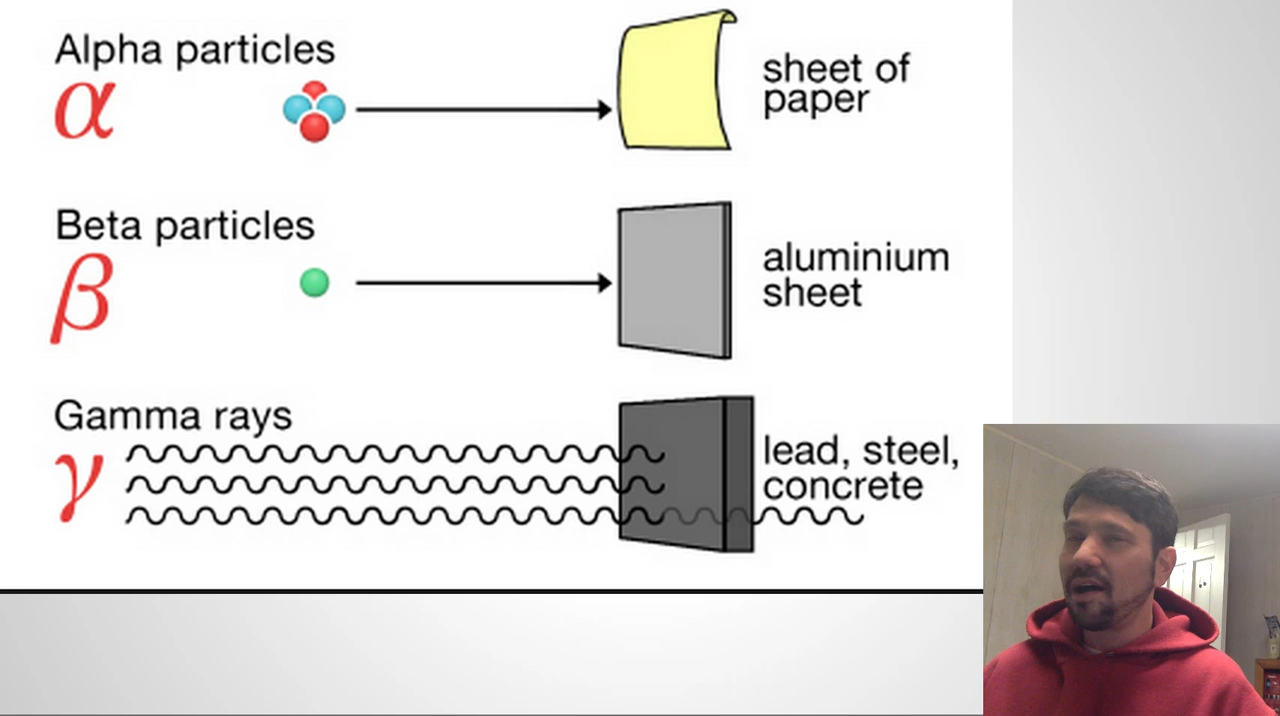 Alpha particles
α
sheet of
paper
Beta particles
β
aluminium
sheet
Gamma rays
γ
lead, steel,
concrete